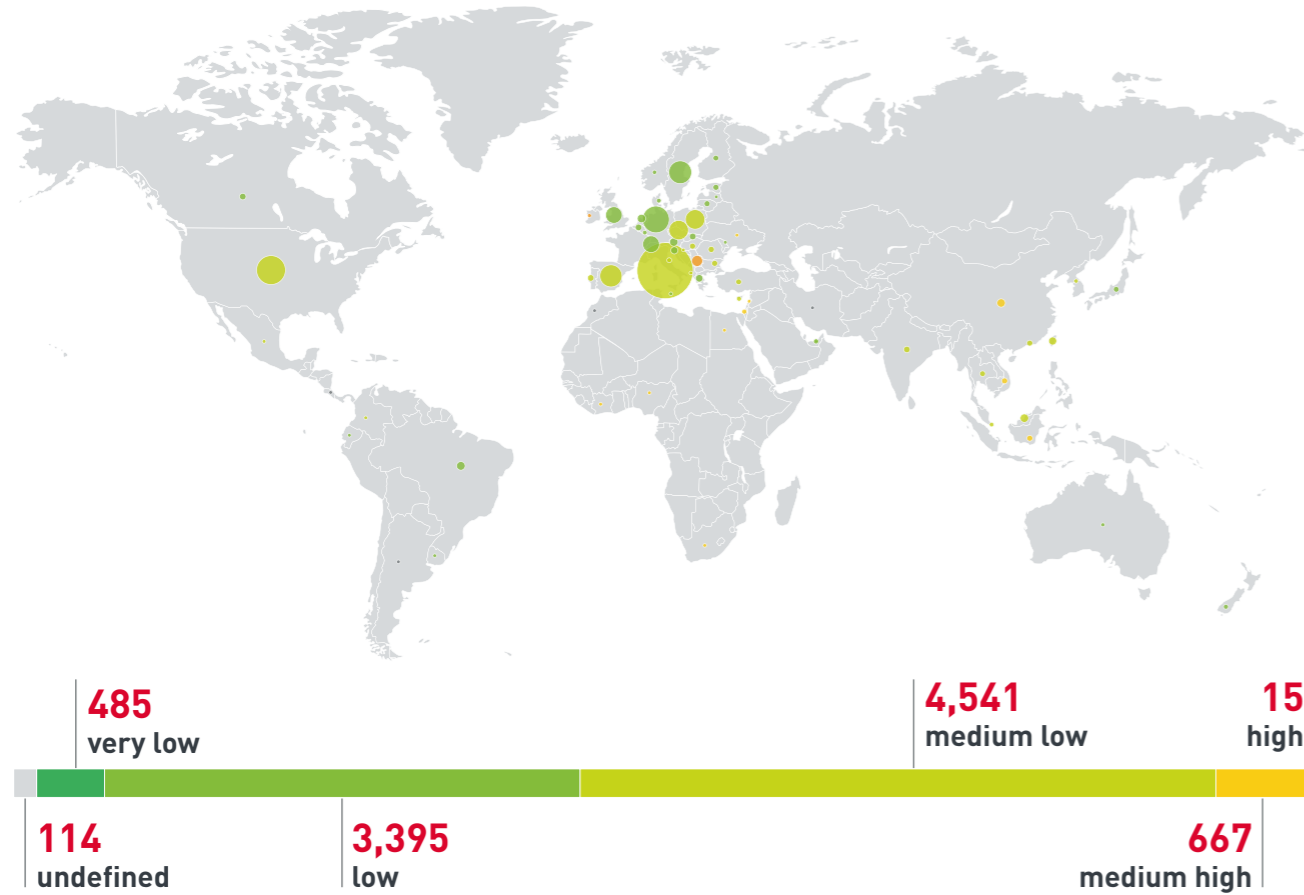 485
very low
4,541
medium low
15
high
114
undefined
3,395
low
667
medium high